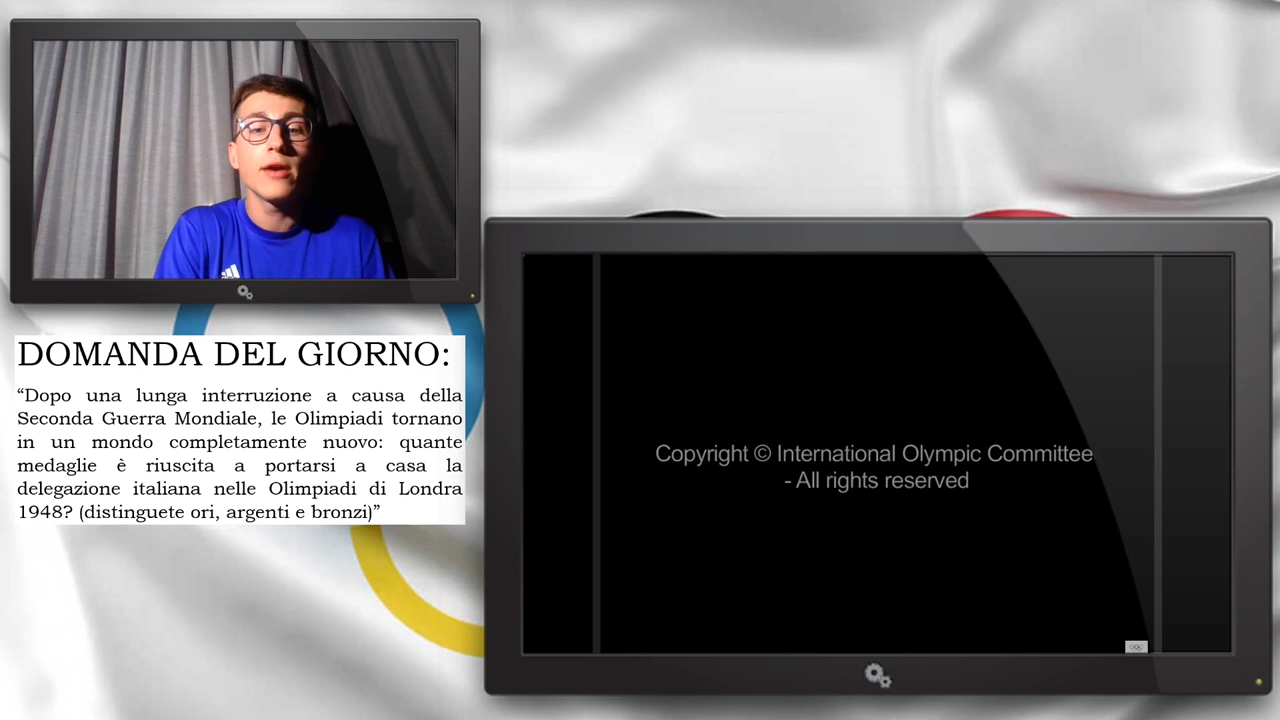 DOMANDA DEL GIORNO:
“Dopo una lunga interruzione a causa della
Seconda Guerra Mondiale, le Olimpiadi tornano
in un mondo completamente nuovo: quante
medaglie è riuscita a portarsi a casa la
delegazione italiana nelle Olimpiadi di Londra
1948? (distinguete ori, argenti e bronzi)”
Copyright © International Olympic Committee
- All rights reserved